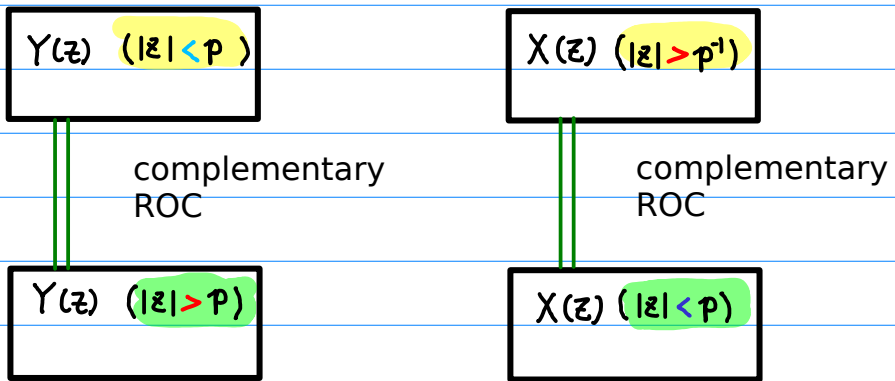 Y(z) (|z| < p)
X(z) (|z| > p⁻¹)
complementary
ROC
complementary
ROC
Y(z) (|z| > p)
X(z) (|z| < p)